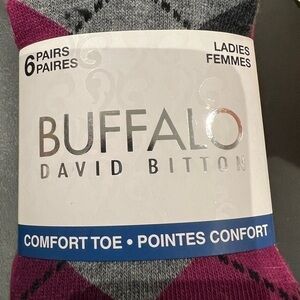 6 PAIRS
PAIRES
LADIES
FEMMES
BUFFALO
DAVID BITTON
COMFORT TOE • POINTES CONFORT